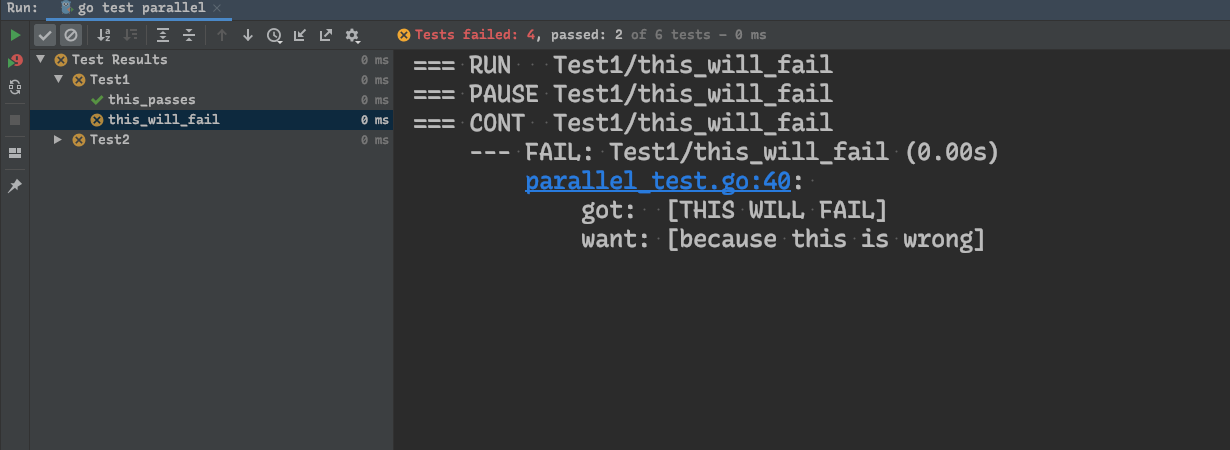 Run: go test parallel
Tests failed: 4, passed: 2 of 6 tests – 0 ms
Test Results 0 ms
Test1 0 ms
this_passes 0 ms
this_will_fail 0 ms
Test2 0 ms
=== RUN   Test1/this_will_fail
=== PAUSE Test1/this_will_fail
=== CONT  Test1/this_will_fail
    --- FAIL: Test1/this_will_fail (0.00s)
        parallel_test.go:40:
            got:  [THIS WILL FAIL]
            want: [because this is wrong]